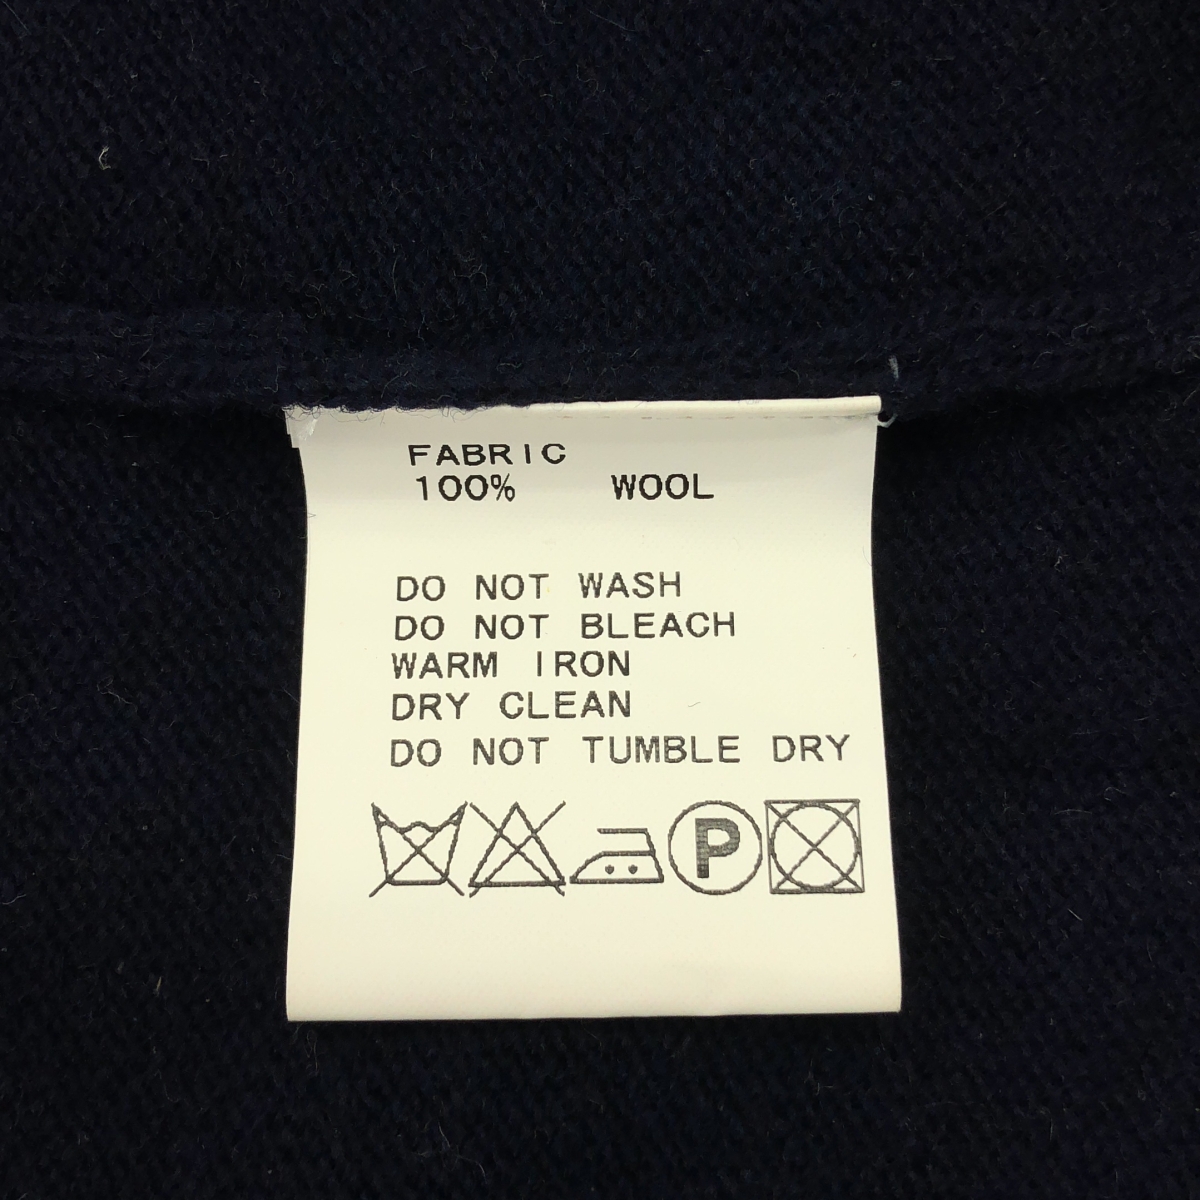 FABRIC
100% WOOL
DO NOT WASH
DO NOT BLEACH
WARM IRON
DRY CLEAN
DO NOT TUMBLE DRY
P